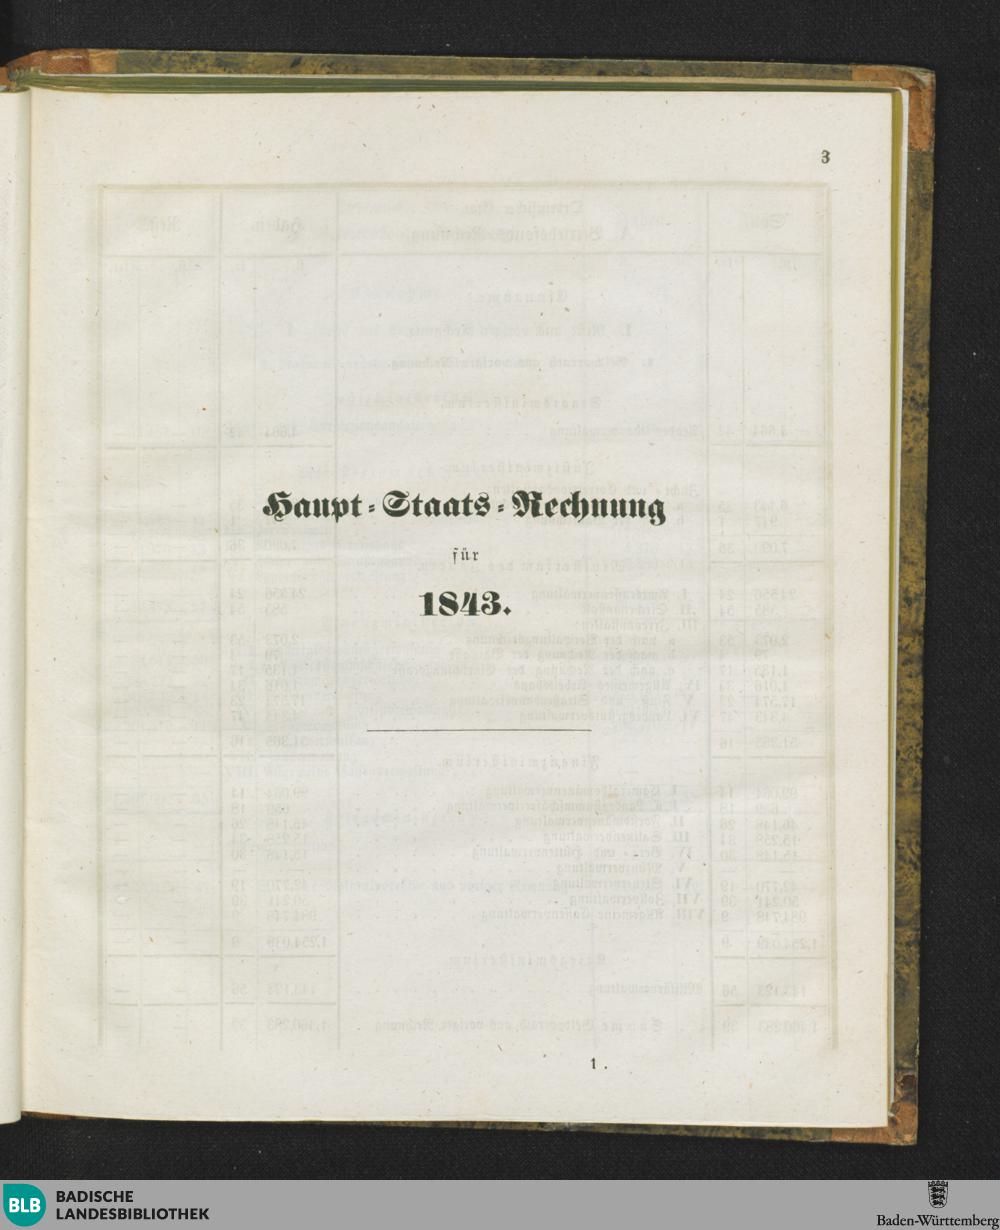 3
Haupt-Staats-Rechnung
für
1843.
1.
BLB BADISCHE
LANDESBIBLIOTHEK
Baden-Württemberg